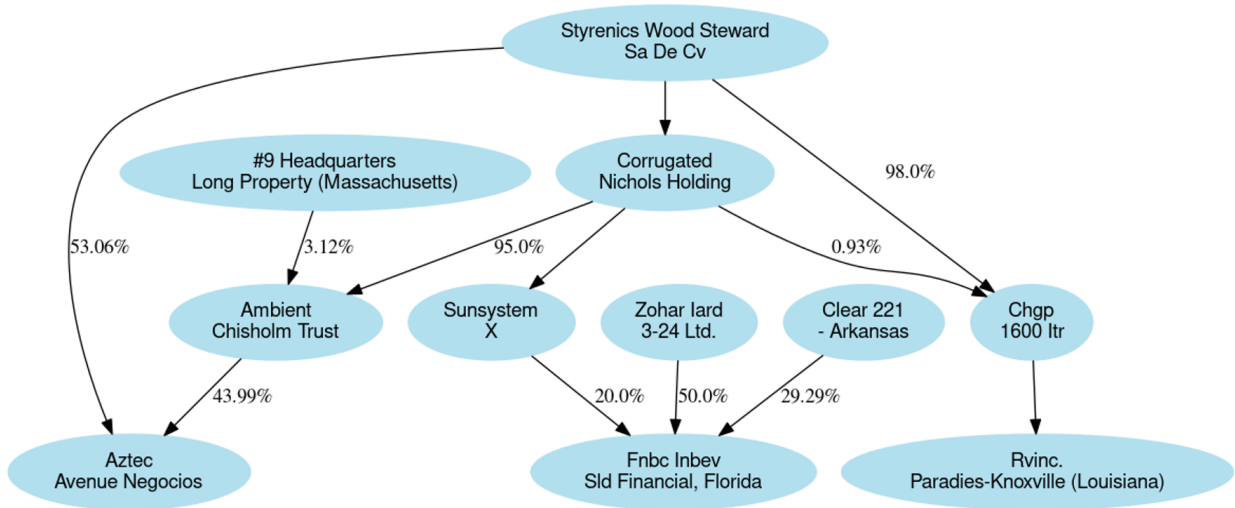 Styrenics Wood Steward
Sa De Cv
#9 Headquarters
Long Property (Massachusetts)
Corrugated
Nichols Holding
98.0%
53.06%
3.12%
95.0%
0.93%
Ambient
Chisholm Trust
Sunsystem
X
Zohar Iard
3-24 Ltd.
Clear 221
- Arkansas
Chgp
1600 Itr
43.99%
20.0%
50.0%
29.29%
Aztec
Avenue Negocios
Fnbc Inbev
Sld Financial, Florida
Rvinc.
Paradies-Knoxville (Louisiana)